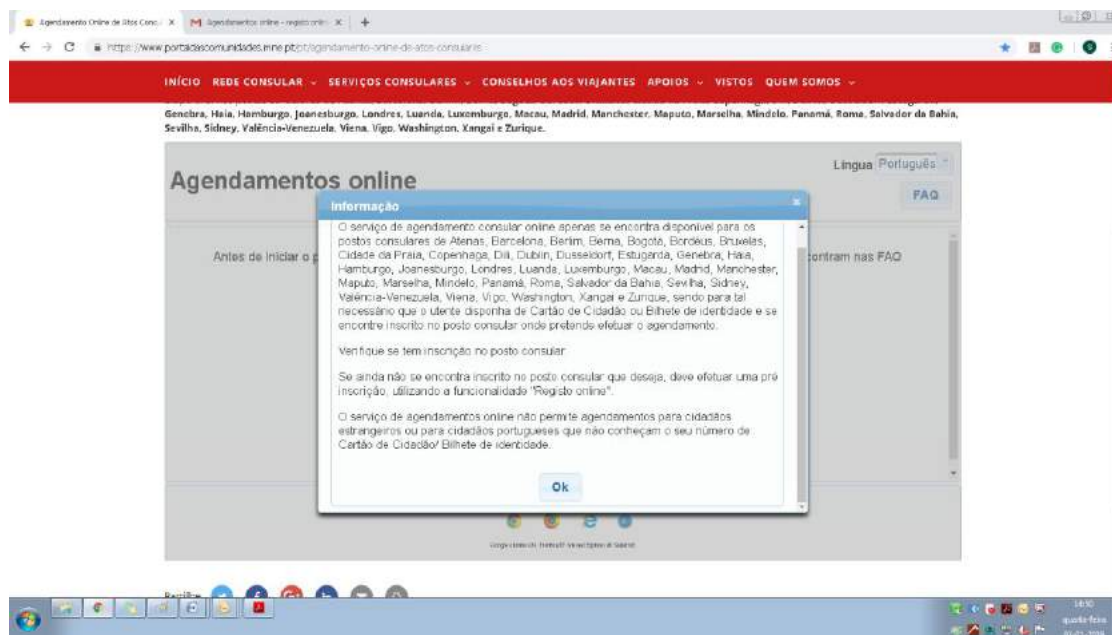 Agendamento Online de Atos Cons
Agendamentos online - registo onlin
https://www.portaldascomunidades.mne.pt/pt/agendamento-online-de-atos-consulares
INÍCIO REDE CONSULAR SERVIÇOS CONSULARES CONSELHOS AOS VIAJANTES APOIOS VISTOS QUEM SOMOS
Genebra, Haia, Hamburgo, Joanesburgo, Londres, Luanda, Luxemburgo, Macau, Madrid, Manchester, Maputo, Marselha, Mindelo, Panamá, Roma, Salvador da Bahia,
Sevilha, Sidney, Valência-Venezuela, Viena, Vigo, Washington, Xangai e Zurique.
Agendamentos online
Língua Português
FAQ
Antes de iniciar o p
contram nas FAQ
Informação
O serviço de agendamento consular online apenas se encontra disponível para os
postos consulares de Atenas, Barcelona, Berlim, Berna, Bogotá, Bordéus, Bruxelas,
Cidade da Praia, Copenhaga, Dili, Dublin, Dusseldorf, Estugarda, Genebra, Haia,
Hamburgo, Joanesburgo, Londres, Luanda, Luxemburgo, Macau, Madrid, Manchester,
Maputo, Marselha, Mindelo, Panamá, Roma, Salvador da Bahia, Sevilha, Sidney,
Valência-Venezuela, Viena, Vigo, Washington, Xangai e Zurique, sendo para tal
necessário que o utente disponha de Cartão de Cidadão ou Bilhete de identidade e se
encontre inscrito no posto consular onde pretende efetuar o agendamento.
Verifique se tem inscrição no posto consular
Se ainda não se encontra inscrito no posto consular que deseja, deve efetuar uma pré
inscrição, utilizando a funcionalidade "Registo online".
O serviço de agendamentos online não permite agendamentos para cidadãos
estrangeiros ou para cidadãos portugueses que não conheçam o seu número de
Cartão de Cidadão/ Bilhete de identidade.
Ok
Partilhe
quarta-feira